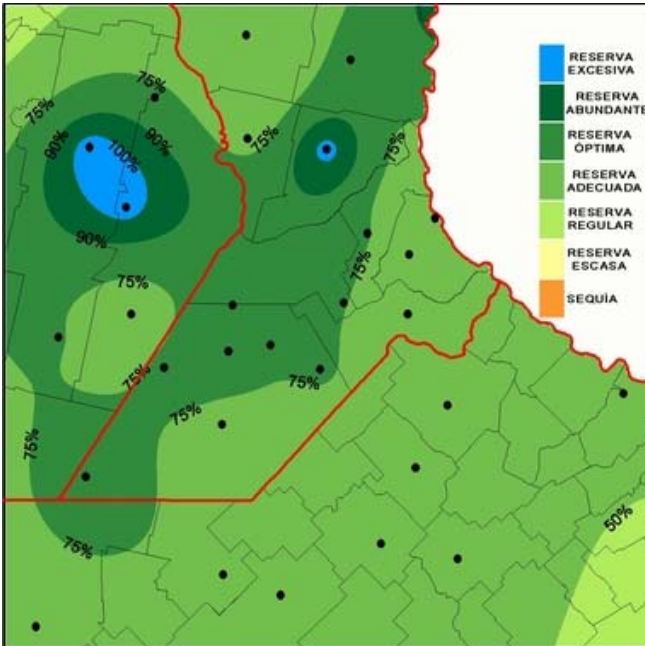 RESERVA
EXCESIVA
RESERVA
ABUNDANTE
RESERVA
ÓPTIMA
RESERVA
ADECUADA
RESERVA
REGULAR
RESERVA
ESCASA
SEQUÌA
75%
75%
90%
100%
90%
75%
75%
90%
75%
75%
75%
75%
75%
75%
75%
50%